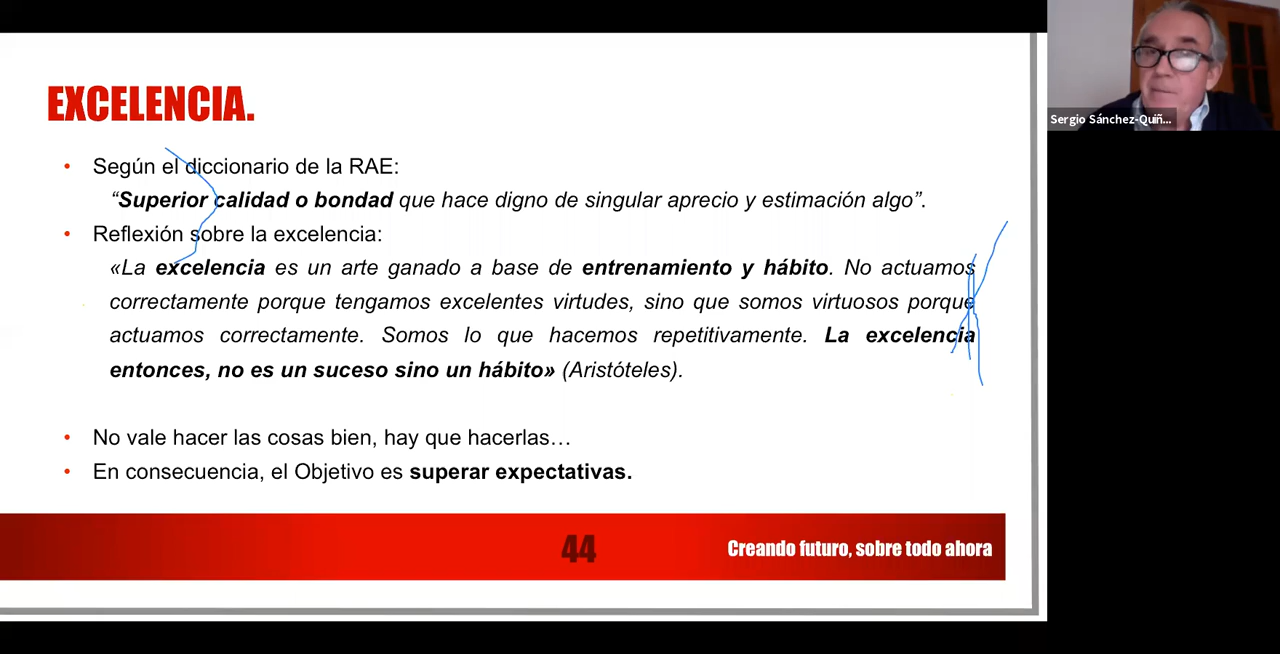 EXCELENCIA.
• Según el diccionario de la RAE:
“Superior calidad o bondad que hace digno de singular aprecio y estimación algo”.
• Reflexión sobre la excelencia:
«La excelencia es un arte ganado a base de entrenamiento y hábito. No actuamos
correctamente porque tengamos excelentes virtudes, sino que somos virtuosos porque
actuamos correctamente. Somos lo que hacemos repetitivamente. La excelencia
entonces, no es un suceso sino un hábito» (Aristóteles).
• No vale hacer las cosas bien, hay que hacerlas…
• En consecuencia, el Objetivo es superar expectativas.
44
Creando futuro, sobre todo ahora
Sergio Sánchez-Quiñ...